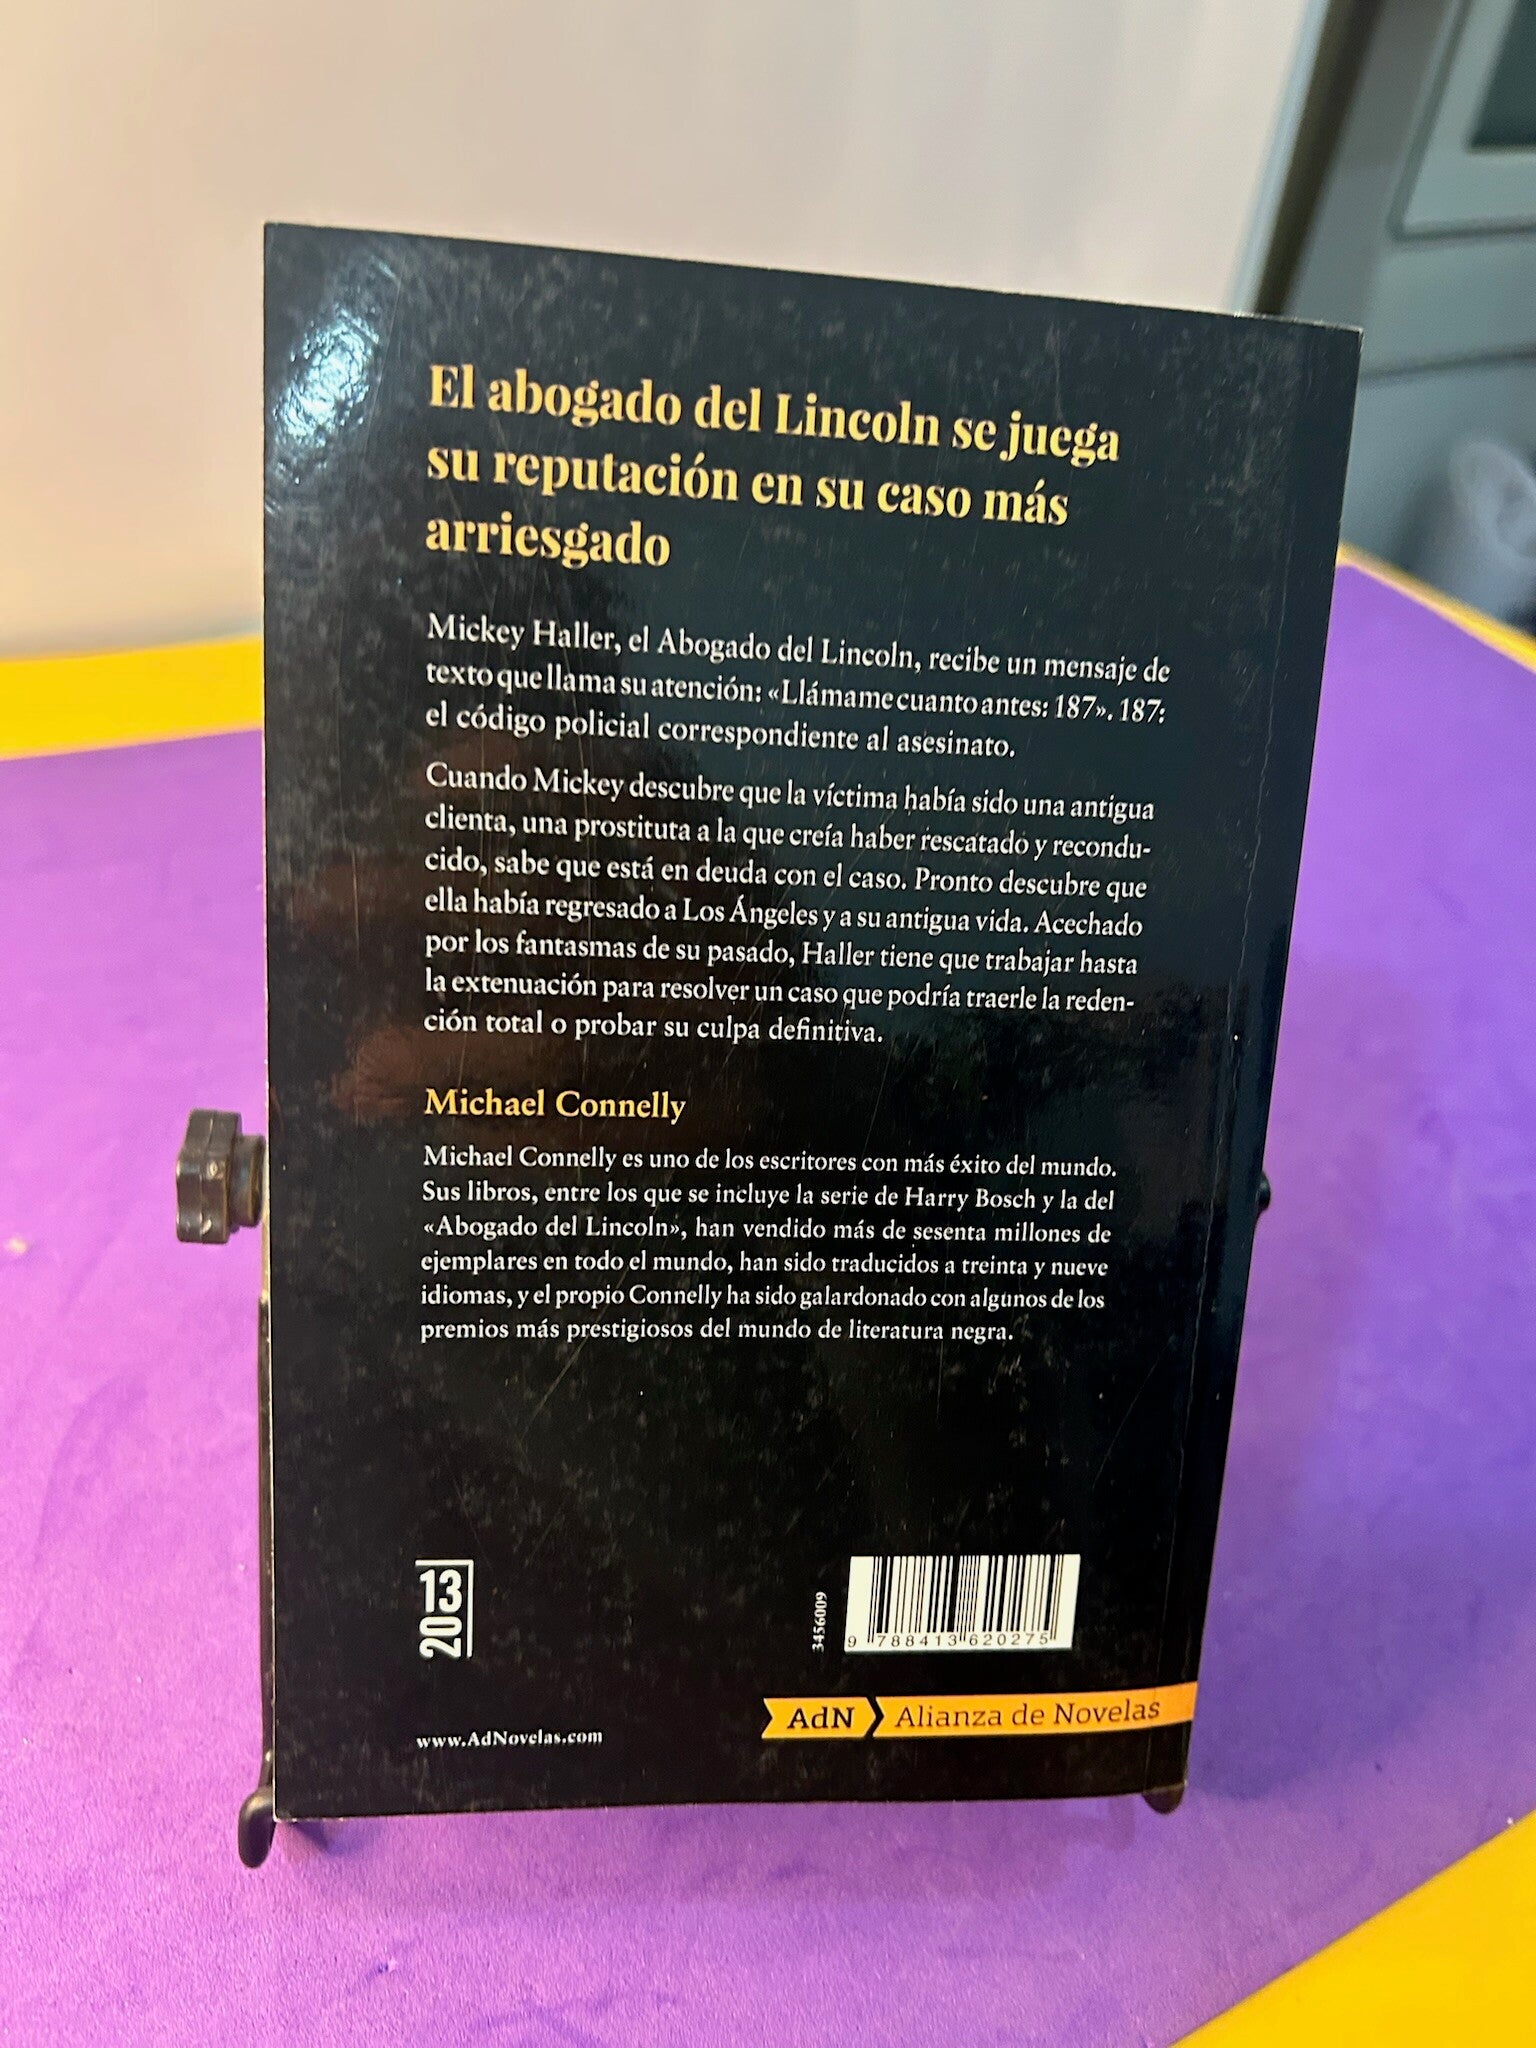 El abogado del Lincoln se juega
su reputación en su caso más
arriesgado
Mickey Haller, el Abogado del Lincoln, recibe un mensaje de
texto que llama su atención: «Llámame cuanto antes: 187». 187:
el código policial correspondiente al asesinato.
Cuando Mickey descubre que la víctima había sido una antigua
clienta, una prostituta a la que creía haber rescatado y recondu-
cido, sabe que está en deuda con el caso. Pronto descubre que
ella había regresado a Los Ángeles y a su antigua vida. Acechado
por los fantasmas de su pasado, Haller tiene que trabajar hasta
la extenuación para resolver un caso que podría traerle la reden-
ción total o probar su culpa definitiva.
Michael Connelly
Michael Connelly es uno de los escritores con más éxito del mundo.
Sus libros, entre los que se incluye la serie de Harry Bosch y la del
«Abogado del Lincoln», han vendido más de sesenta millones de
ejemplares en todo el mundo, han sido traducidos a treinta y nueve
idiomas, y el propio Connelly ha sido galardonado con algunos de los
premios más prestigiosos del mundo de literatura negra.
20
13
3456009
9 788413 620275
AdN Alianza de Novelas
www.AdNovelas.com